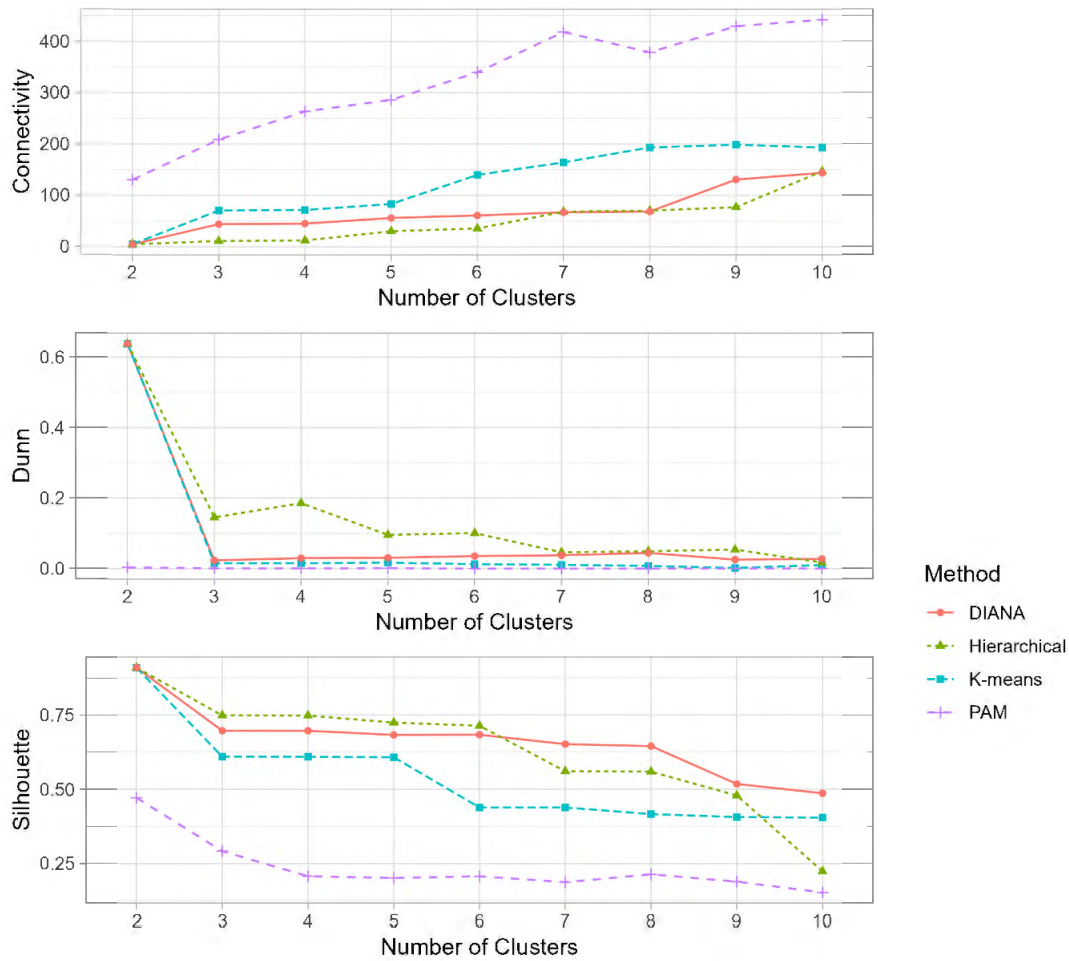 400
300
200
100
0
Connectivity
2 3 4 5 6 7 8 9 10
Number of Clusters
0.6
0.4
0.2
0.0
Dunn
2 3 4 5 6 7 8 9 10
Number of Clusters
0.75
0.50
0.25
Silhouette
2 3 4 5 6 7 8 9 10
Number of Clusters
Method
DIANA
Hierarchical
K-means
PAM